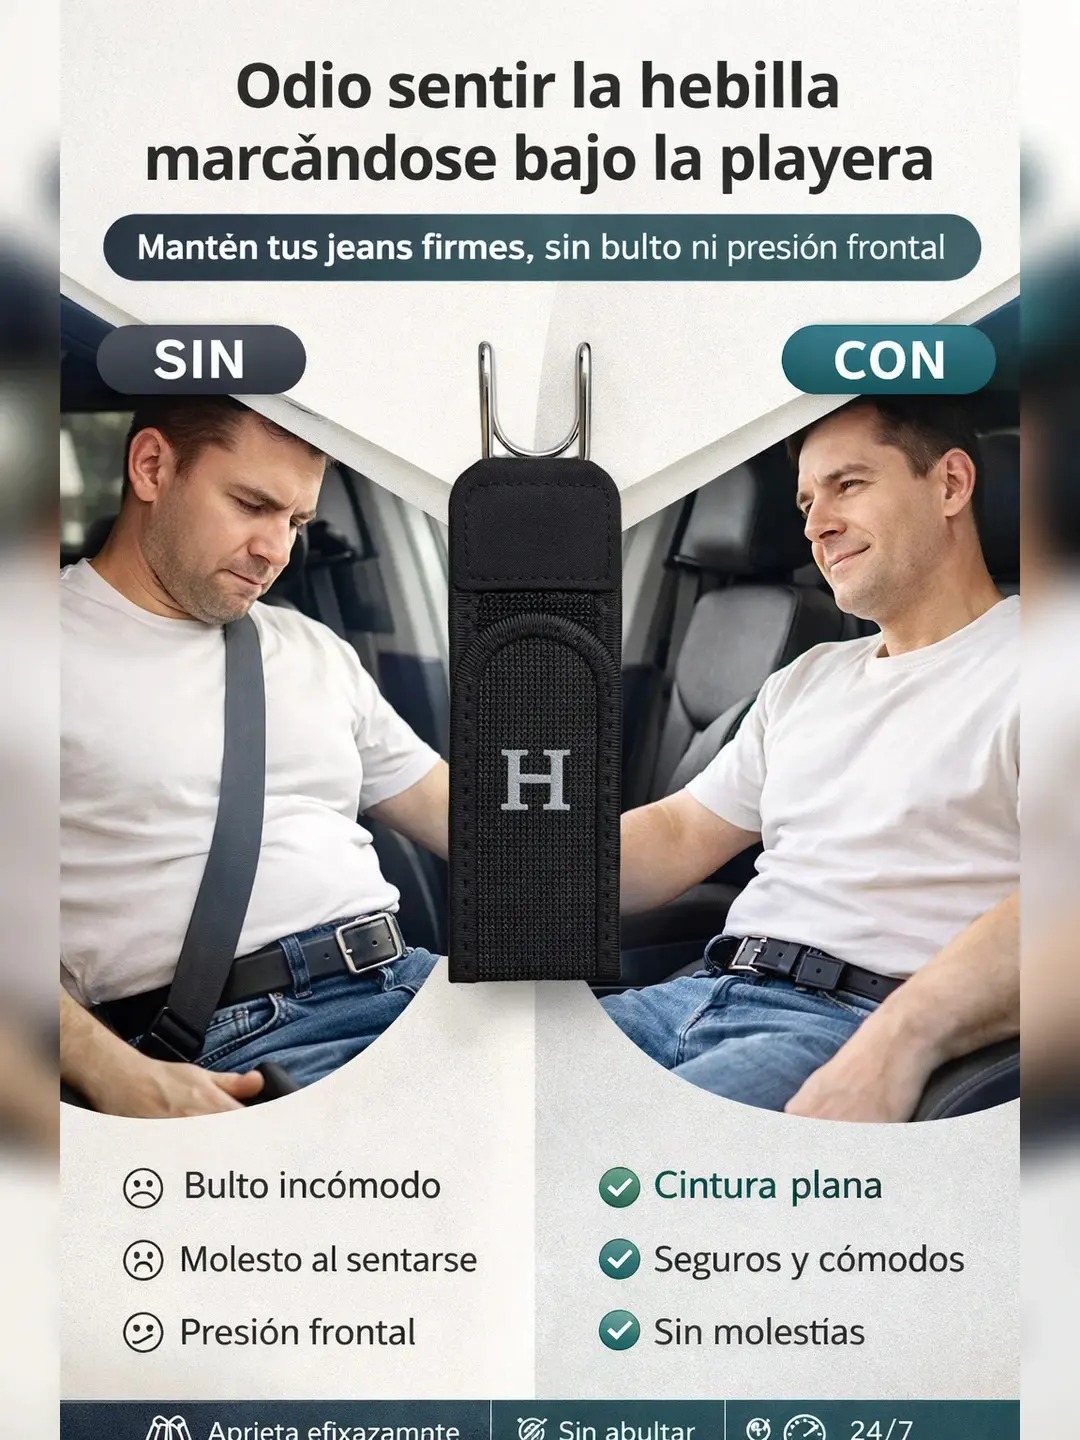 Odio sentir la hebilla
marcǎndose bajo la playera
Mantén tus jeans firmes, sin bulto ni presión frontal
SIN
CON
H
Bulto incómodo
Molesto al sentarse
Presión frontal
Cintura plana
Seguros y cómodos
Sin molestías
Aprieta efixazamnte
Sin abultar
24/7